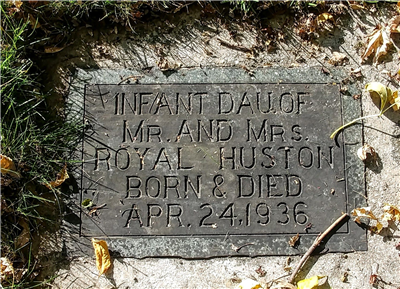 INFANT DAU. OF
MR. AND MRS.
ROYAL HUSTON
BORN & DIED
APR. 24, 1936